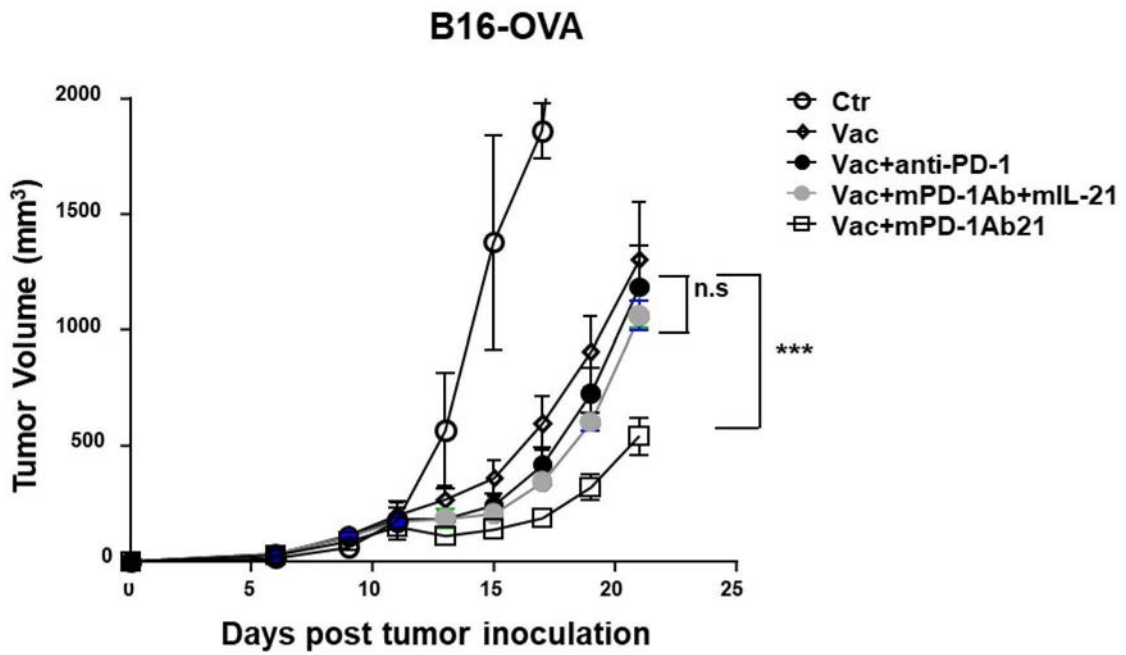 B16-OVA
2000
1500
1000
500
0
Tumor Volume (mm³)
0 5 10 15 20 25
Days post tumor inoculation
Ctr
Vac
Vac+anti-PD-1
Vac+mPD-1Ab+mIL-21
Vac+mPD-1Ab21
n.s
***